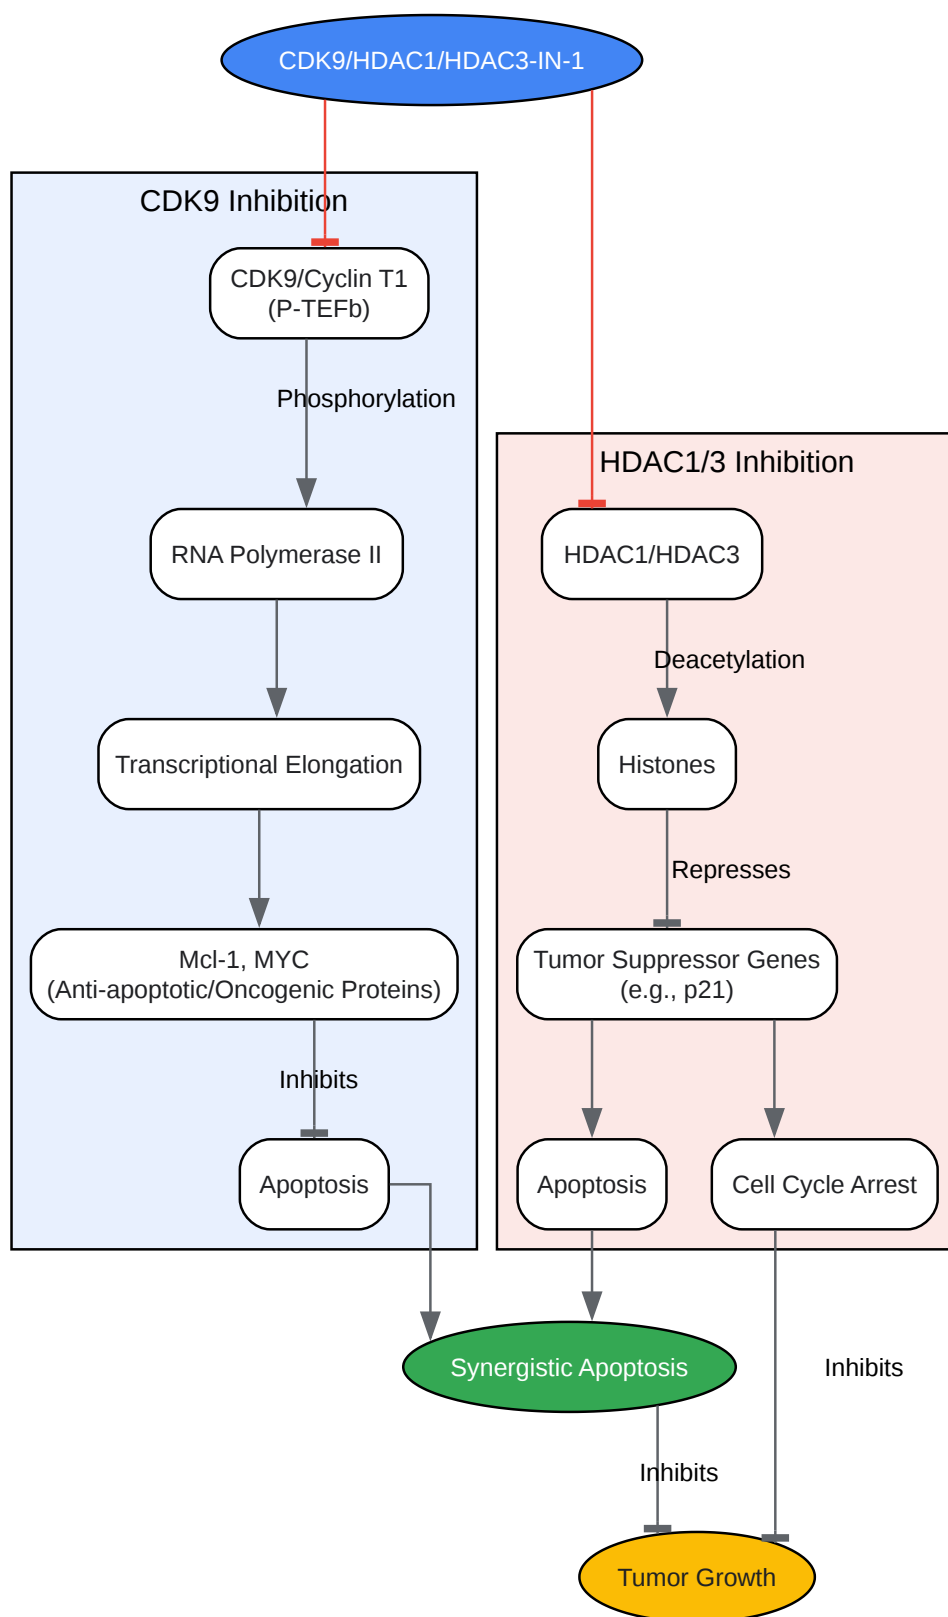 CDK9/HDAC1/HDAC3-IN-1
CDK9 Inhibition
CDK9/Cyclin T1
(P-TEFb)
Phosphorylation
RNA Polymerase II
Transcriptional Elongation
Mcl-1, MYC
(Anti-apoptotic/Oncogenic Proteins)
Inhibits
Apoptosis
HDAC1/3 Inhibition
HDAC1/HDAC3
Deacetylation
Histones
Represses
Tumor Suppressor Genes
(e.g., p21)
Apoptosis
Cell Cycle Arrest
Synergistic Apoptosis
Inhibits
Inhibits
Tumor Growth